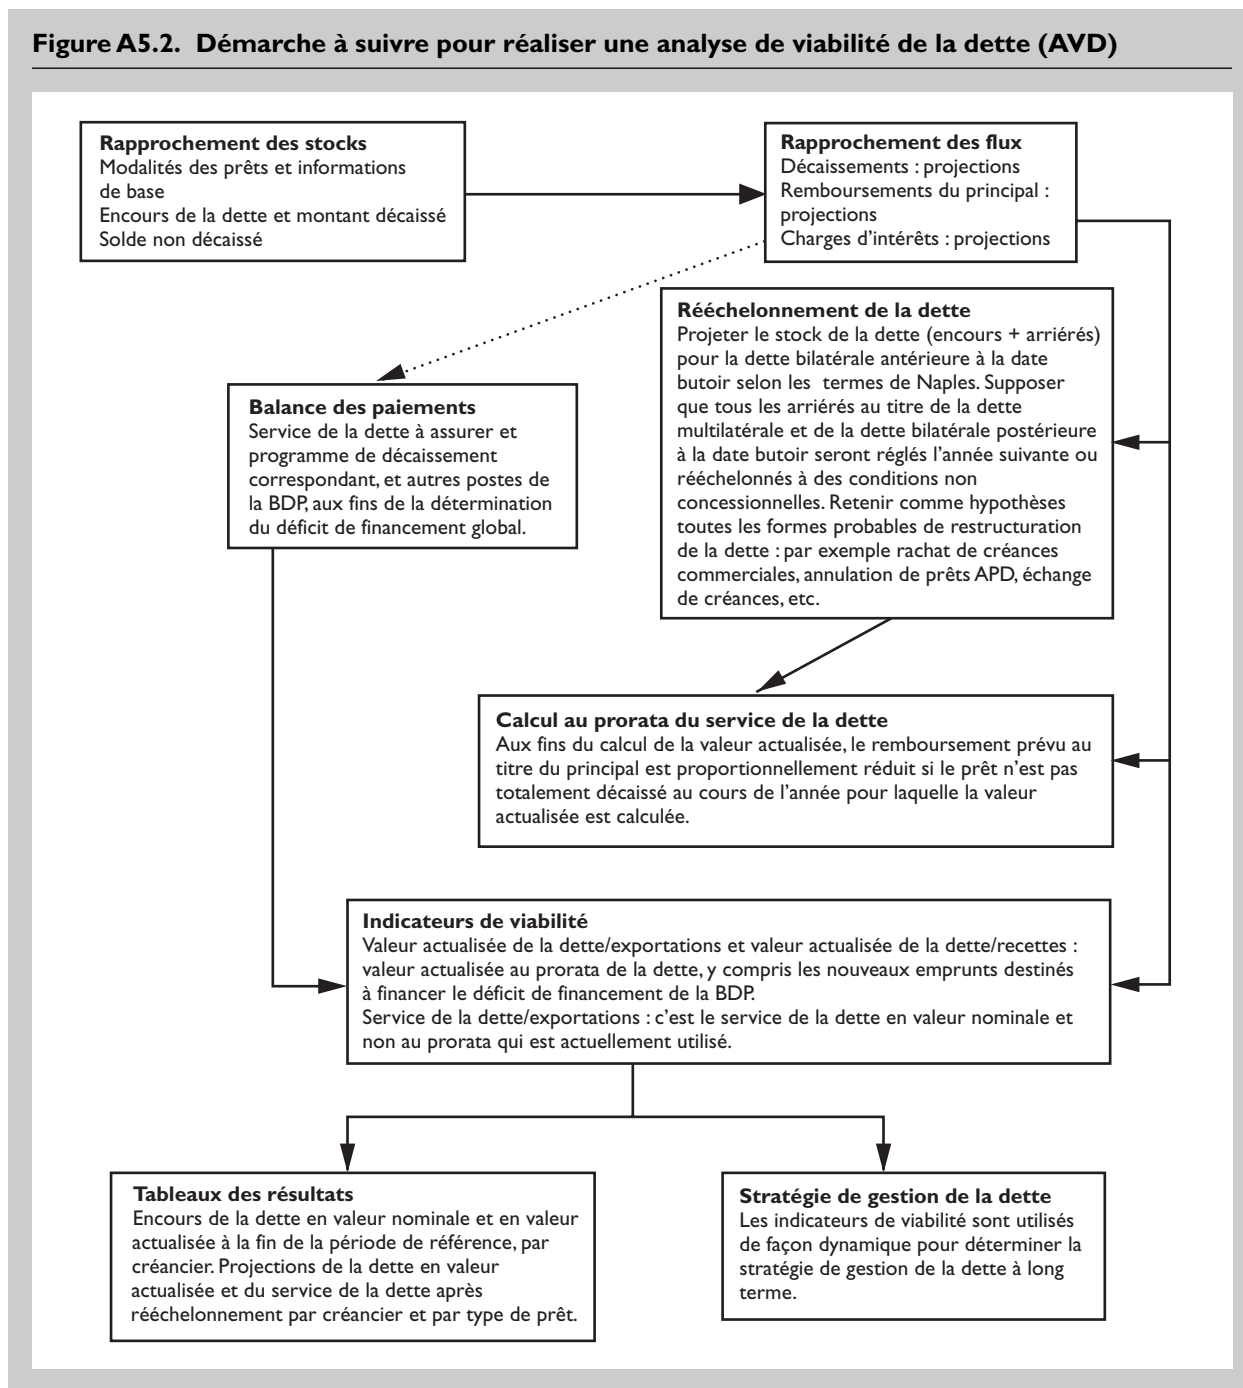 Figure A5.2. Démarche à suivre pour réaliser une analyse de viabilité de la dette (AVD)
Rapprochement des stocks
Modalités des prêts et informations
de base
Encours de la dette et montant décaissé
Solde non décaissé
Rapprochement des flux
Décaissements : projections
Remboursements du principal :
projections
Charges d’intérêts : projections
Rééchelonnement de la dette
Projeter le stock de la dette (encours + arriérés)
pour la dette bilatérale antérieure à la date
butoir selon les termes de Naples. Supposer
que tous les arriérés au titre de la dette
multilatérale et de la dette bilatérale postérieure
à la date butoir seront réglés l’année suivante ou
rééchelonnés à des conditions non
concessionnelles. Retenir comme hypothèses
toutes les formes probables de restructuration
de la dette : par exemple rachat de créances
commerciales, annulation de prêts APD, échange
de créances, etc.
Balance des paiements
Service de la dette à assurer et
programme de décaissement
correspondant, et autres postes de
la BDP, aux fins de la détermination
du déficit de financement global.
Calcul au prorata du service de la dette
Aux fins du calcul de la valeur actualisée, le remboursement prévu au
titre du principal est proportionnellement réduit si le prêt n’est pas
totalement décaissé au cours de l’année pour laquelle la valeur
actualisée est calculée.
Indicateurs de viabilité
Valeur actualisée de la dette/exportations et valeur actualisée de la dette/recettes :
valeur actualisée au prorata de la dette, y compris les nouveaux emprunts destinés
à financer le déficit de financement de la BDP.
Service de la dette/exportations : c’est le service de la dette en valeur nominale et
non au prorata qui est actuellement utilisé.
Tableaux des résultats
Encours de la dette en valeur nominale et en valeur
actualisée à la fin de la période de référence, par
créancier. Projections de la dette en valeur
actualisée et du service de la dette après
rééchelonnement par créancier et par type de prêt.
Stratégie de gestion de la dette
Les indicateurs de viabilité sont utilisés
de façon dynamique pour déterminer la
stratégie de gestion de la dette à long
terme.